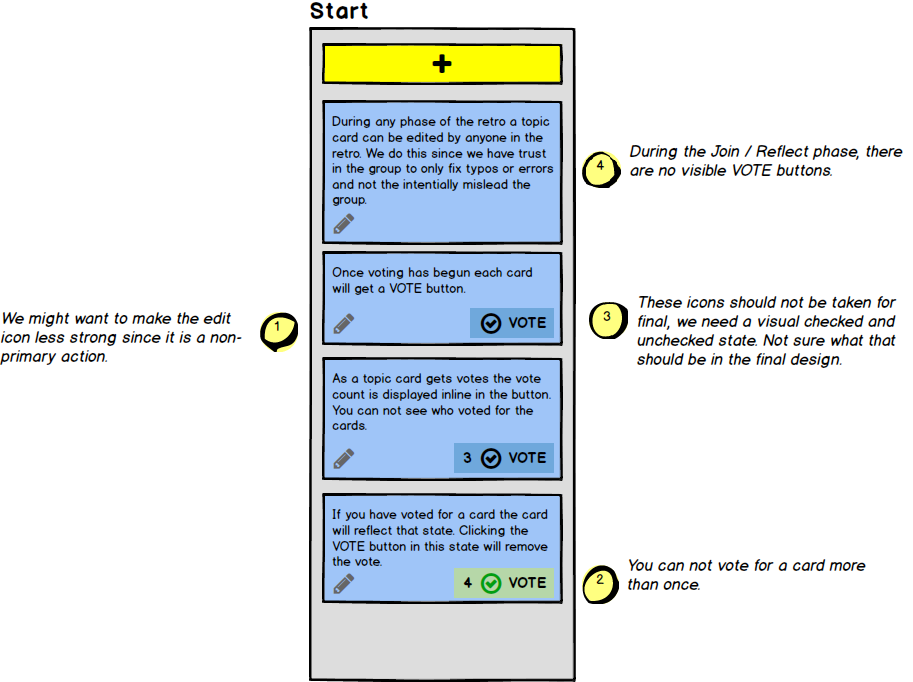 Start
+
During any phase of the retro a topic
card can be edited by anyone in the
retro. We do this since we have trust
in the group to only fix typos or errors
and not the intentially mislead the
group.
4
During the Join / Reflect phase, there
are no visible VOTE buttons.
Once voting has begun each card
will get a VOTE button.
VOTE
1
We might want to make the edit
icon less strong since it is a non-
primary action.
3
These icons should not be taken for
final, we need a visual checked and
unchecked state. Not sure what that
should be in the final design.
As a topic card gets votes the vote
count is displayed inline in the button.
You can not see who voted for the
cards.
3 VOTE
If you have voted for a card the card
will reflect that state. Clicking the
VOTE button in this state will remove
the vote.
4 VOTE
2
You can not vote for a card more
than once.